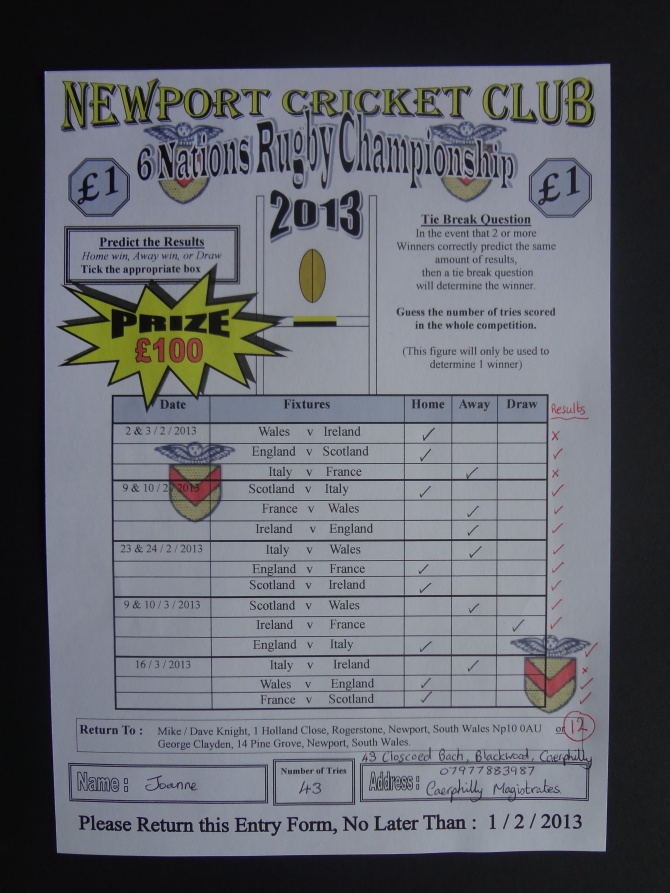 NEWPORT CRICKET CLUB
6 Nations Rugby Championship
£1 £1
2013
Predict the Results
Home win, Away win, or Draw
Tick the appropriate box
Tie Break Question
In the event that 2 or more
Winners correctly predict the same
amount of results,
then a tie break question
will determine the winner.
Guess the number of tries scored
in the whole competition.
(This figure will only be used to
determine 1 winner)
PRIZE
£100
Date Fixtures Home Away Draw Results
2 & 3 / 2 / 2013 Wales v Ireland ✓ x
England v Scotland ✓ ✓
Italy v France ✓ x
9 & 10 / 2 / 2013 Scotland v Italy ✓ ✓
France v Wales ✓ ✓
Ireland v England ✓ ✓
23 & 24 / 2 / 2013 Italy v Wales ✓ ✓
England v France ✓ ✓
Scotland v Ireland ✓ ✓
9 & 10 / 3 / 2013 Scotland v Wales ✓ ✓
Ireland v France ✓ ✓
England v Italy ✓ ✓
16 / 3 / 2013 Italy v Ireland ✓ x
Wales v England ✓ ✓
France v Scotland ✓ ✓
Return To : Mike / Dave Knight, 1 Holland Close, Rogerstone, Newport, South Wales Np10 0AU or 12
George Clayden, 14 Pine Grove, Newport, South Wales.
43 Closcoed Bach, Blackwood, Caerphilly
07977883987
Name : Joanne Number of Tries 43 Address : Caerphilly Magistrates
Please Return this Entry Form, No Later Than : 1 / 2 / 2013